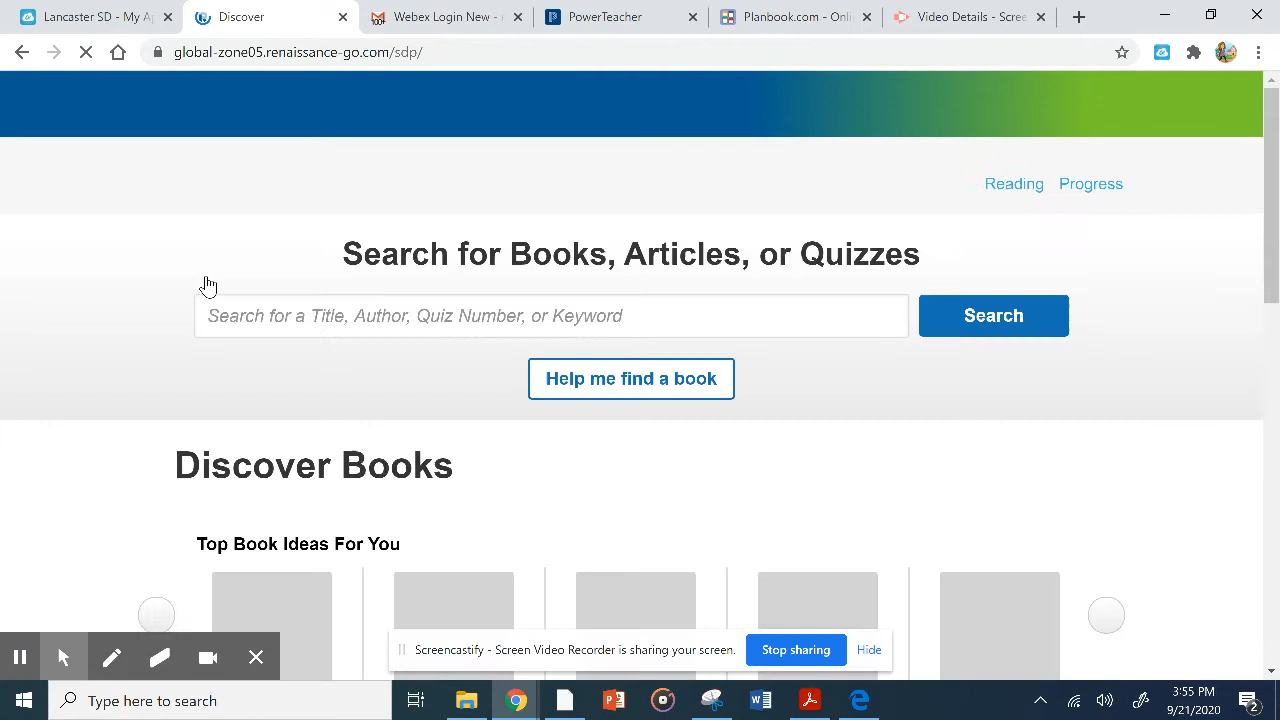 Lancaster SD - My Ap
Discover
Webex Login New -
PowerTeacher
Planbook.com - Onli
Video Details - Scree
global-zone05.renaissance-go.com/sdp/
Reading Progress
Search for Books, Articles, or Quizzes
Search for a Title, Author, Quiz Number, or Keyword
Search
Help me find a book
Discover Books
Top Book Ideas For You
Screencastify - Screen Video Recorder is sharing your screen.
Stop sharing
Hide
Type here to search
3:55 PM
9/21/2020
2